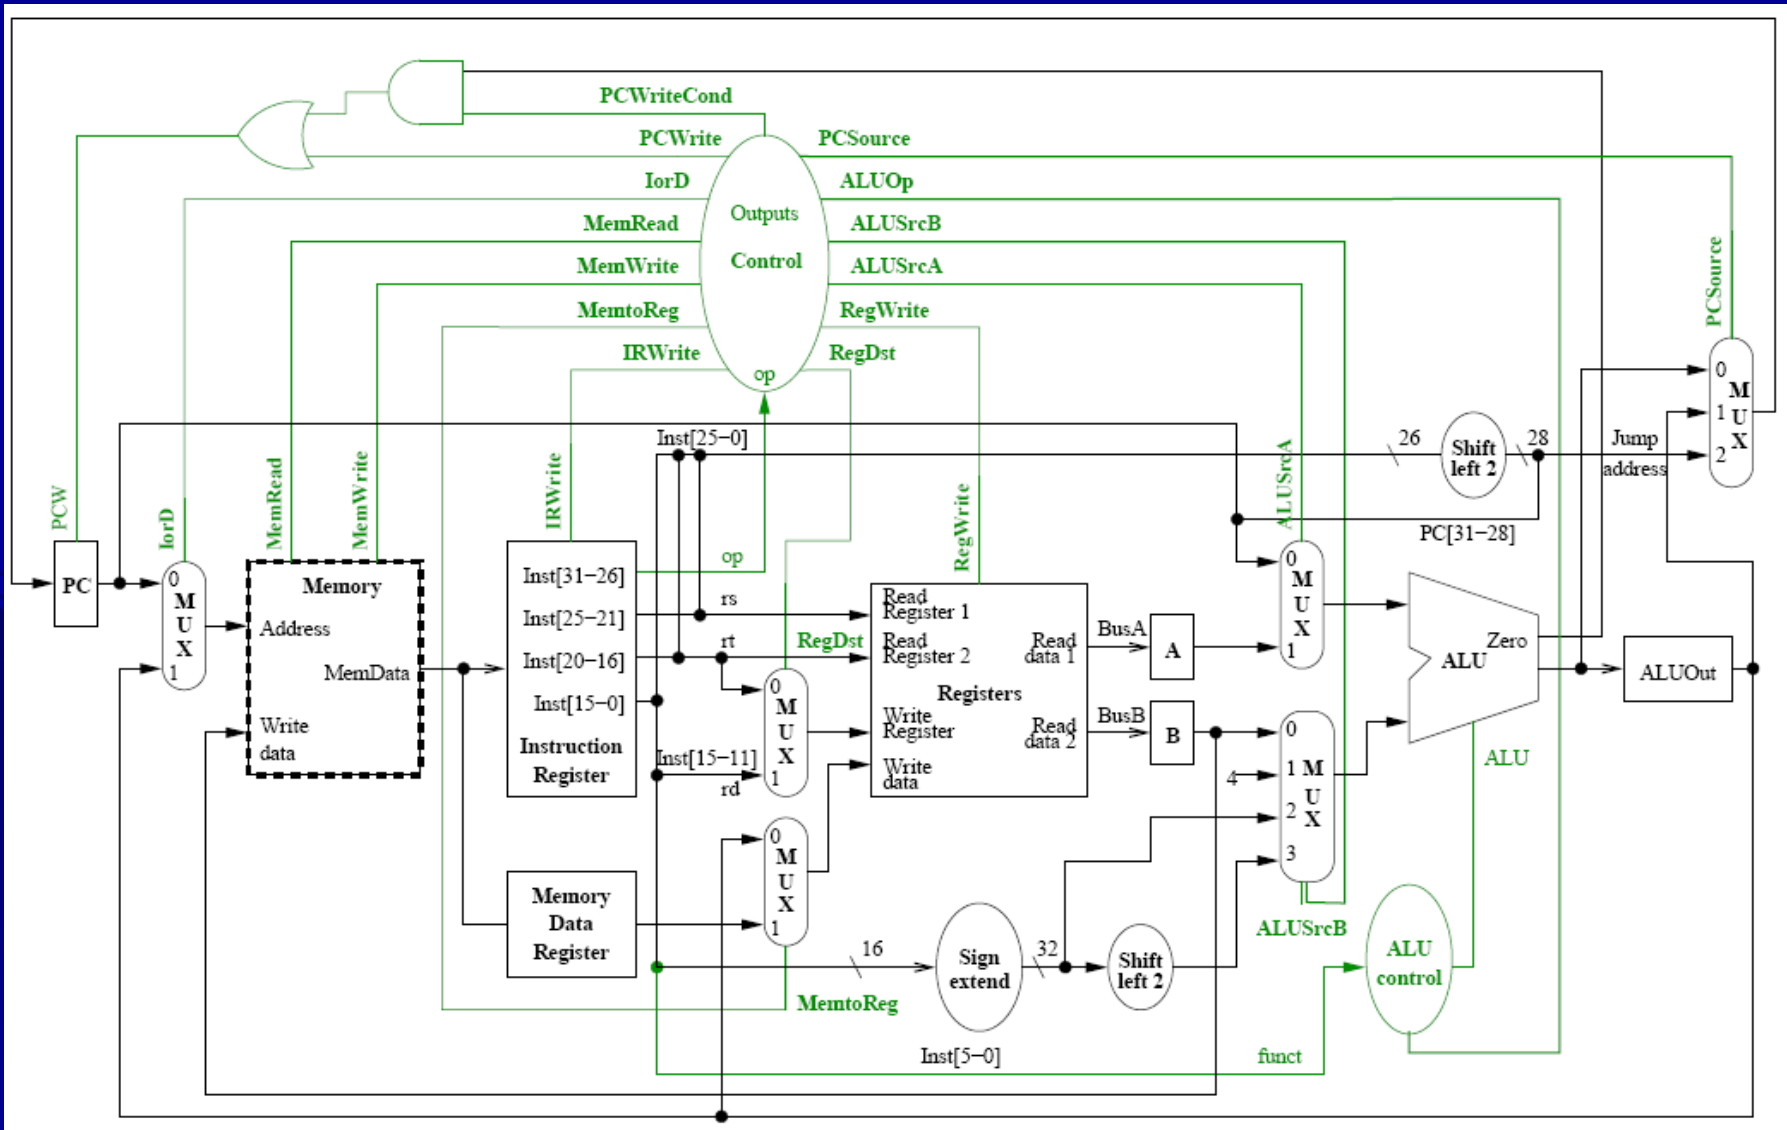 PCWriteCond
PCWrite
PCSource
IorD
ALUOp
Outputs
MemRead
ALUSrcB
Control
MemWrite
ALUSrcA
MemtoReg
RegWrite
IRWrite
RegDst
op
PCSource
0
M
1 U
X
2
Inst[25−0]
26
Shift
left 2
28
Jump
address
PCW
IorD
MemRead
MemWrite
IRWrite
RegWrite
ALUSrcA
PC[31−28]
PC
0
M
U
X
1
Memory
Address
MemData
Write
data
Inst[31−26]
Inst[25−21]
Inst[20−16]
Inst[15−0]
Instruction
Register
op
rs
rt
RegDst
Inst[15−11]
rd
0
M
U
X
1
Read
Register 1
Read
Register 2
Read
data 1
Registers
Write
Register
Read
data 2
Write
data
BusA
A
BusB
B
0
M
U
X
1
0
4
1 M
U
2 X
3
ALUSrcB
Zero
ALU
ALU
ALUOut
Memory
Data
Register
0
M
U
X
1
MemtoReg
16
Sign
extend
32
Shift
left 2
ALU
control
Inst[5−0]
funct